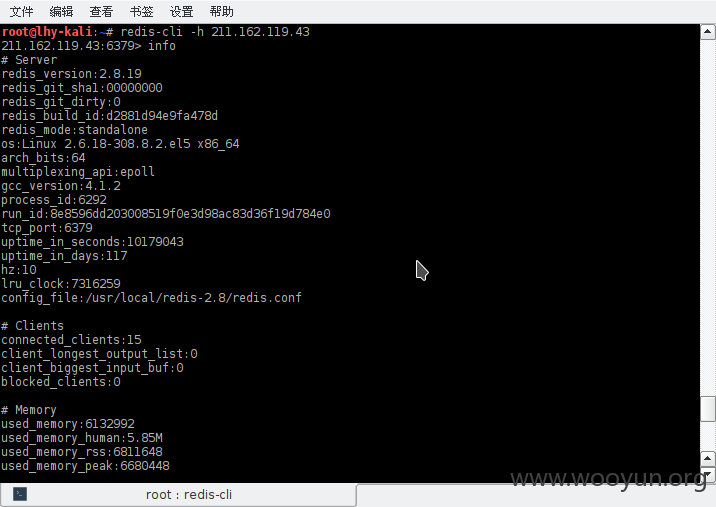 文件 编辑 查看 书签 设置 帮助
root@lhy-kali:~# redis-cli -h 211.162.119.43
211.162.119.43:6379> info
# Server
redis_version:2.8.19
redis_git_sha1:00000000
redis_git_dirty:0
redis_build_id:d2881d94e9fa478d
redis_mode:standalone
os:Linux 2.6.18-308.8.2.el5 x86_64
arch_bits:64
multiplexing_api:epoll
gcc_version:4.1.2
process_id:6292
run_id:8e8596dd203008519f0e3d98ac83d36f19d784e0
tcp_port:6379
uptime_in_seconds:10179043
uptime_in_days:117
hz:10
lru_clock:7316259
config_file:/usr/local/redis-2.8/redis.conf
# Clients
connected_clients:15
client_longest_output_list:0
client_biggest_input_buf:0
blocked_clients:0
# Memory
used_memory:6132992
used_memory_human:5.85M
used_memory_rss:6811648
used_memory_peak:6680448
www.wooyun.org
root : redis-cli